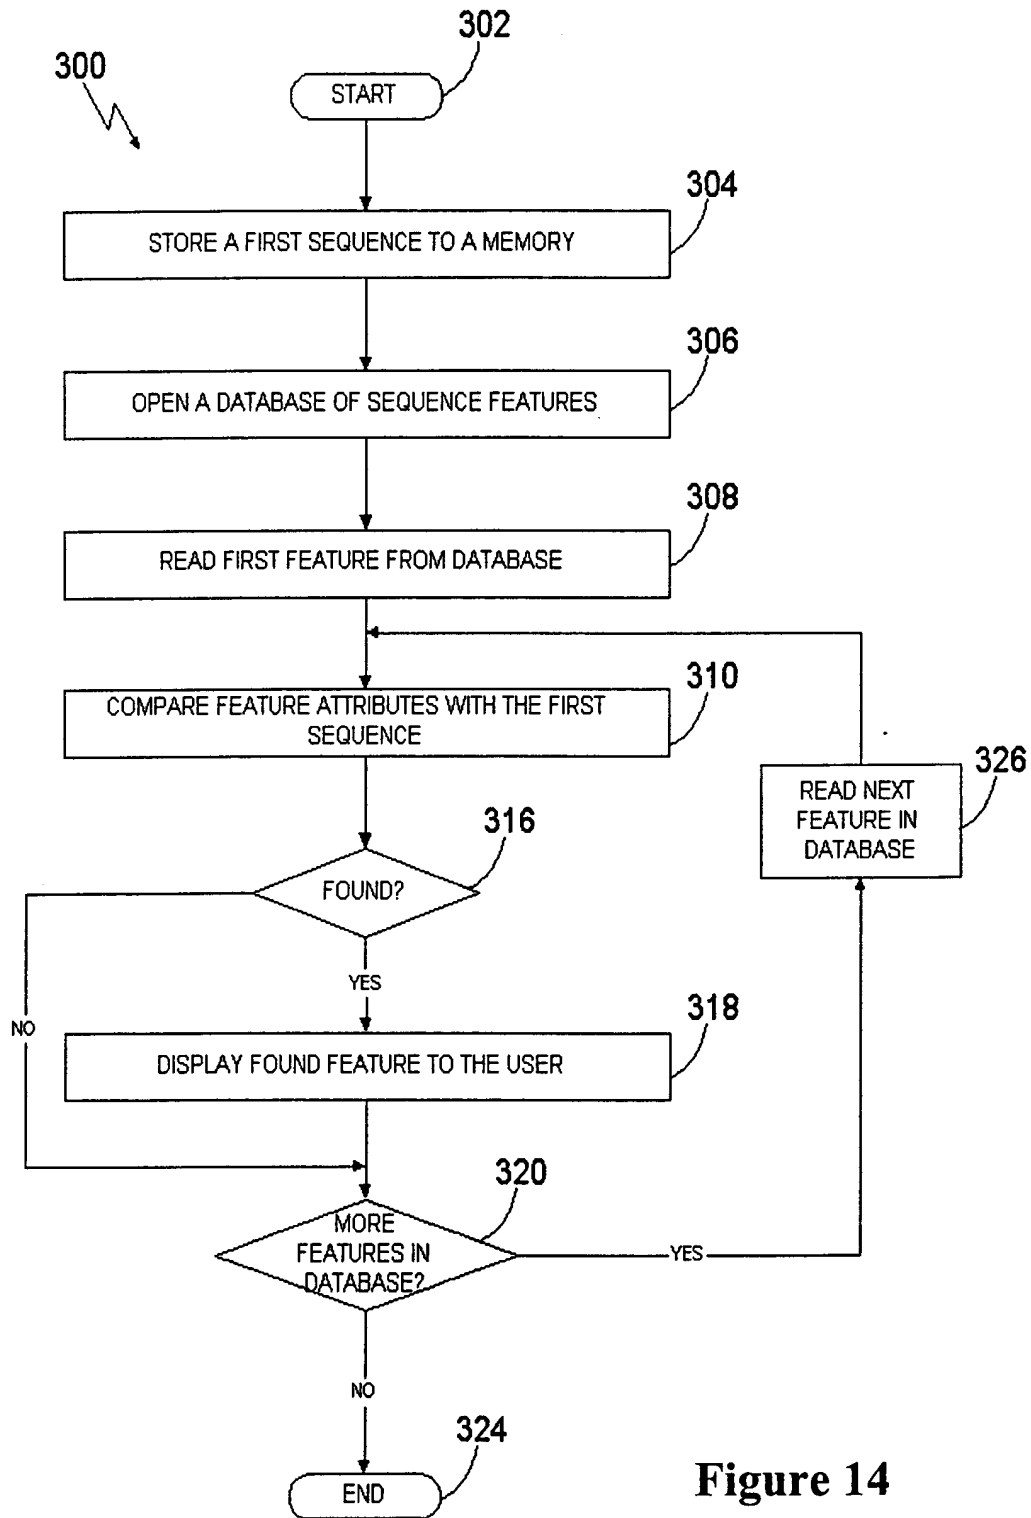 302
300
START
304
STORE A FIRST SEQUENCE TO A MEMORY
306
OPEN A DATABASE OF SEQUENCE FEATURES
308
READ FIRST FEATURE FROM DATABASE
310
COMPARE FEATURE ATTRIBUTES WITH THE FIRST
SEQUENCE
326
READ NEXT
FEATURE IN
DATABASE
316
FOUND?
YES
NO
318
DISPLAY FOUND FEATURE TO THE USER
320
MORE
FEATURES IN
DATABASE?
YES
NO
324
END
Figure 14